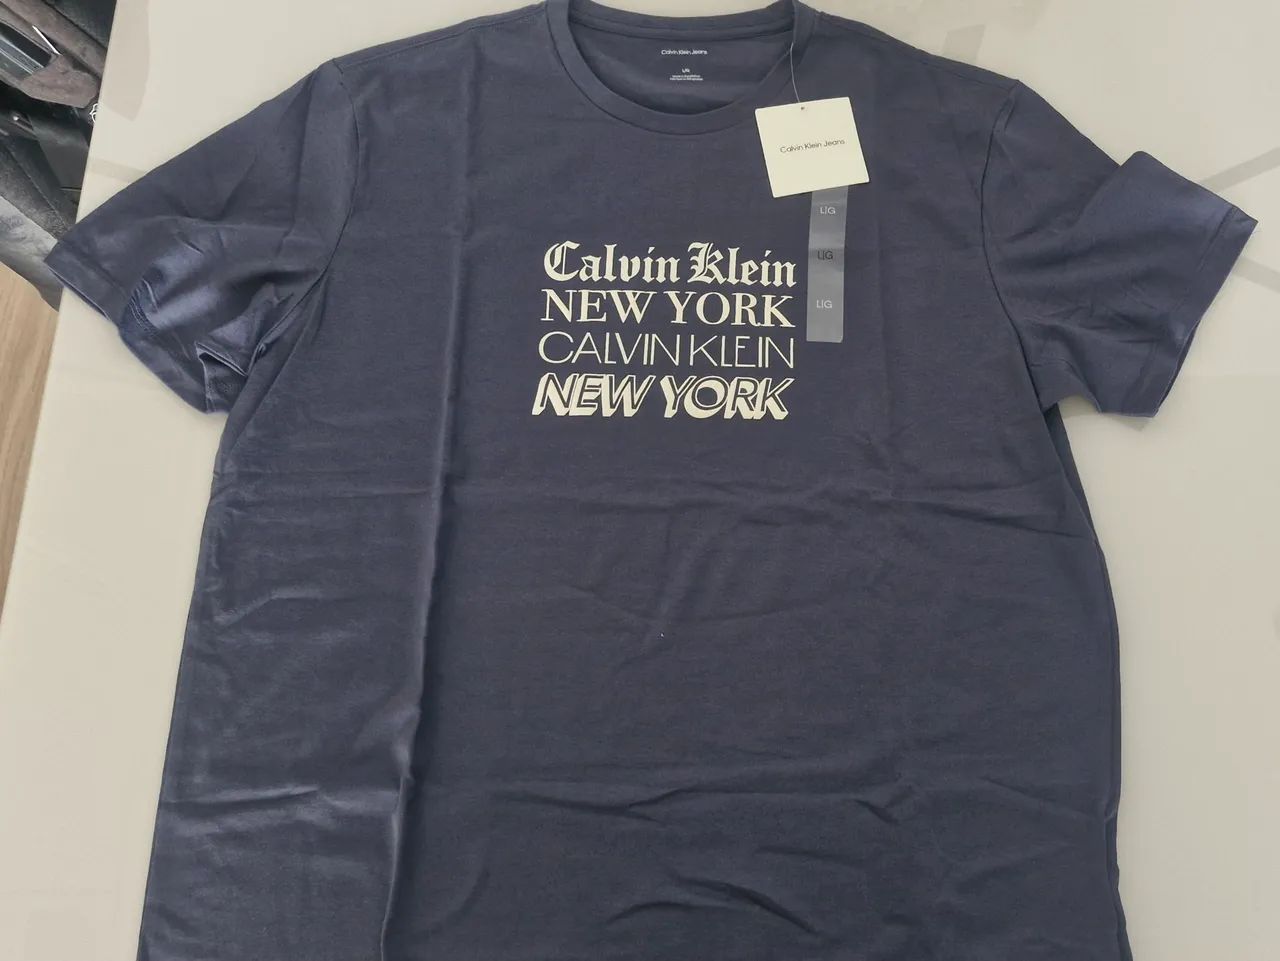 Calvin Klein Jeans
L/G
Calvin Klein Jeans
L|G
L|G
L|G
Calvin Klein
NEW YORK
CALVIN KLEIN
NEW YORK